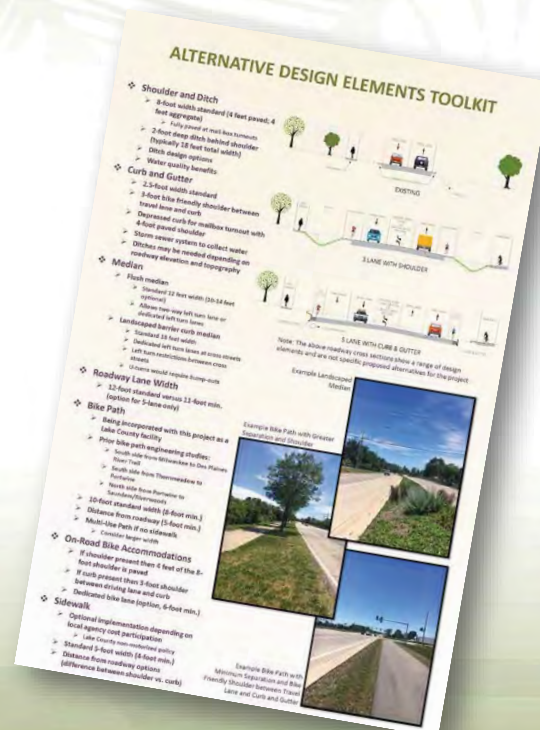 ALTERNATIVE DESIGN ELEMENTS TOOLKIT
Shoulder and Ditch
8-foot width standard (4 feet paved; 4
feet aggregate)
Fully paved at mail box turnouts
2-foot deep ditch behind shoulder
(typically 18 feet total width)
Ditch design options
Water quality benefits
Curb and Gutter
2.5-foot width standard
3-foot bike friendly shoulder between
travel lane and curb
Depressed curb for mailbox turnout with
4-foot paved shoulder
Storm sewer system to collect water
Ditches may be needed depending on
roadway elevation and topography
Median
Flush median
Standard 12 feet width (10-14 feet
optional)
Allows two-way left turn lane or
dedicated left turn lanes
Landscaped barrier curb median
Standard feet width
Dedicated left turn lanes at cross streets
Left turn restrictions between cross
streets
U-turns would require bump-outs
Roadway Lane Width
12-foot standard versus 11-foot min.
(option for 5-lane only)
Bike Path
Being incorporated with this project as a
Lake County facility
Prior bike path engineering studies:
South side from Milwaukee to Des Plaines
River Trail
South side from Thornmeadow to
Portwine
North side from Portwine to
Saunders/Riverwoods
10-foot standard width (8-foot min.)
Distance from roadway (5-foot min.)
Multi-Use Path if no sidewalk
Consider larger width
On-Road Bike Accommodations
If shoulder present then 4 feet of the 8-
foot shoulder is paved
If curb present then 3-foot shoulder
between driving lane and curb
Dedicated bike lane (option, 6-foot min.)
Sidewalk
Optional implementation depending on
local agency cost participation
Lake County non-motorized policy
Standard 5-foot width (4-foot min.)
Distance from roadway options
(difference between shoulder vs. curb)
EXISTING
3 LANE WITH SHOULDER
5 LANE WITH CURB & GUTTER
Note: The above roadway cross sections show a range of design
elements and are not specific proposed alternatives for the project
Example Landscaped
Median
Example Bike Path with Greater
Separation and Shoulder
Example Bike Path with
Minimum Separation and Bike
Friendly Shoulder between Travel
Lane and Curb and Gutter